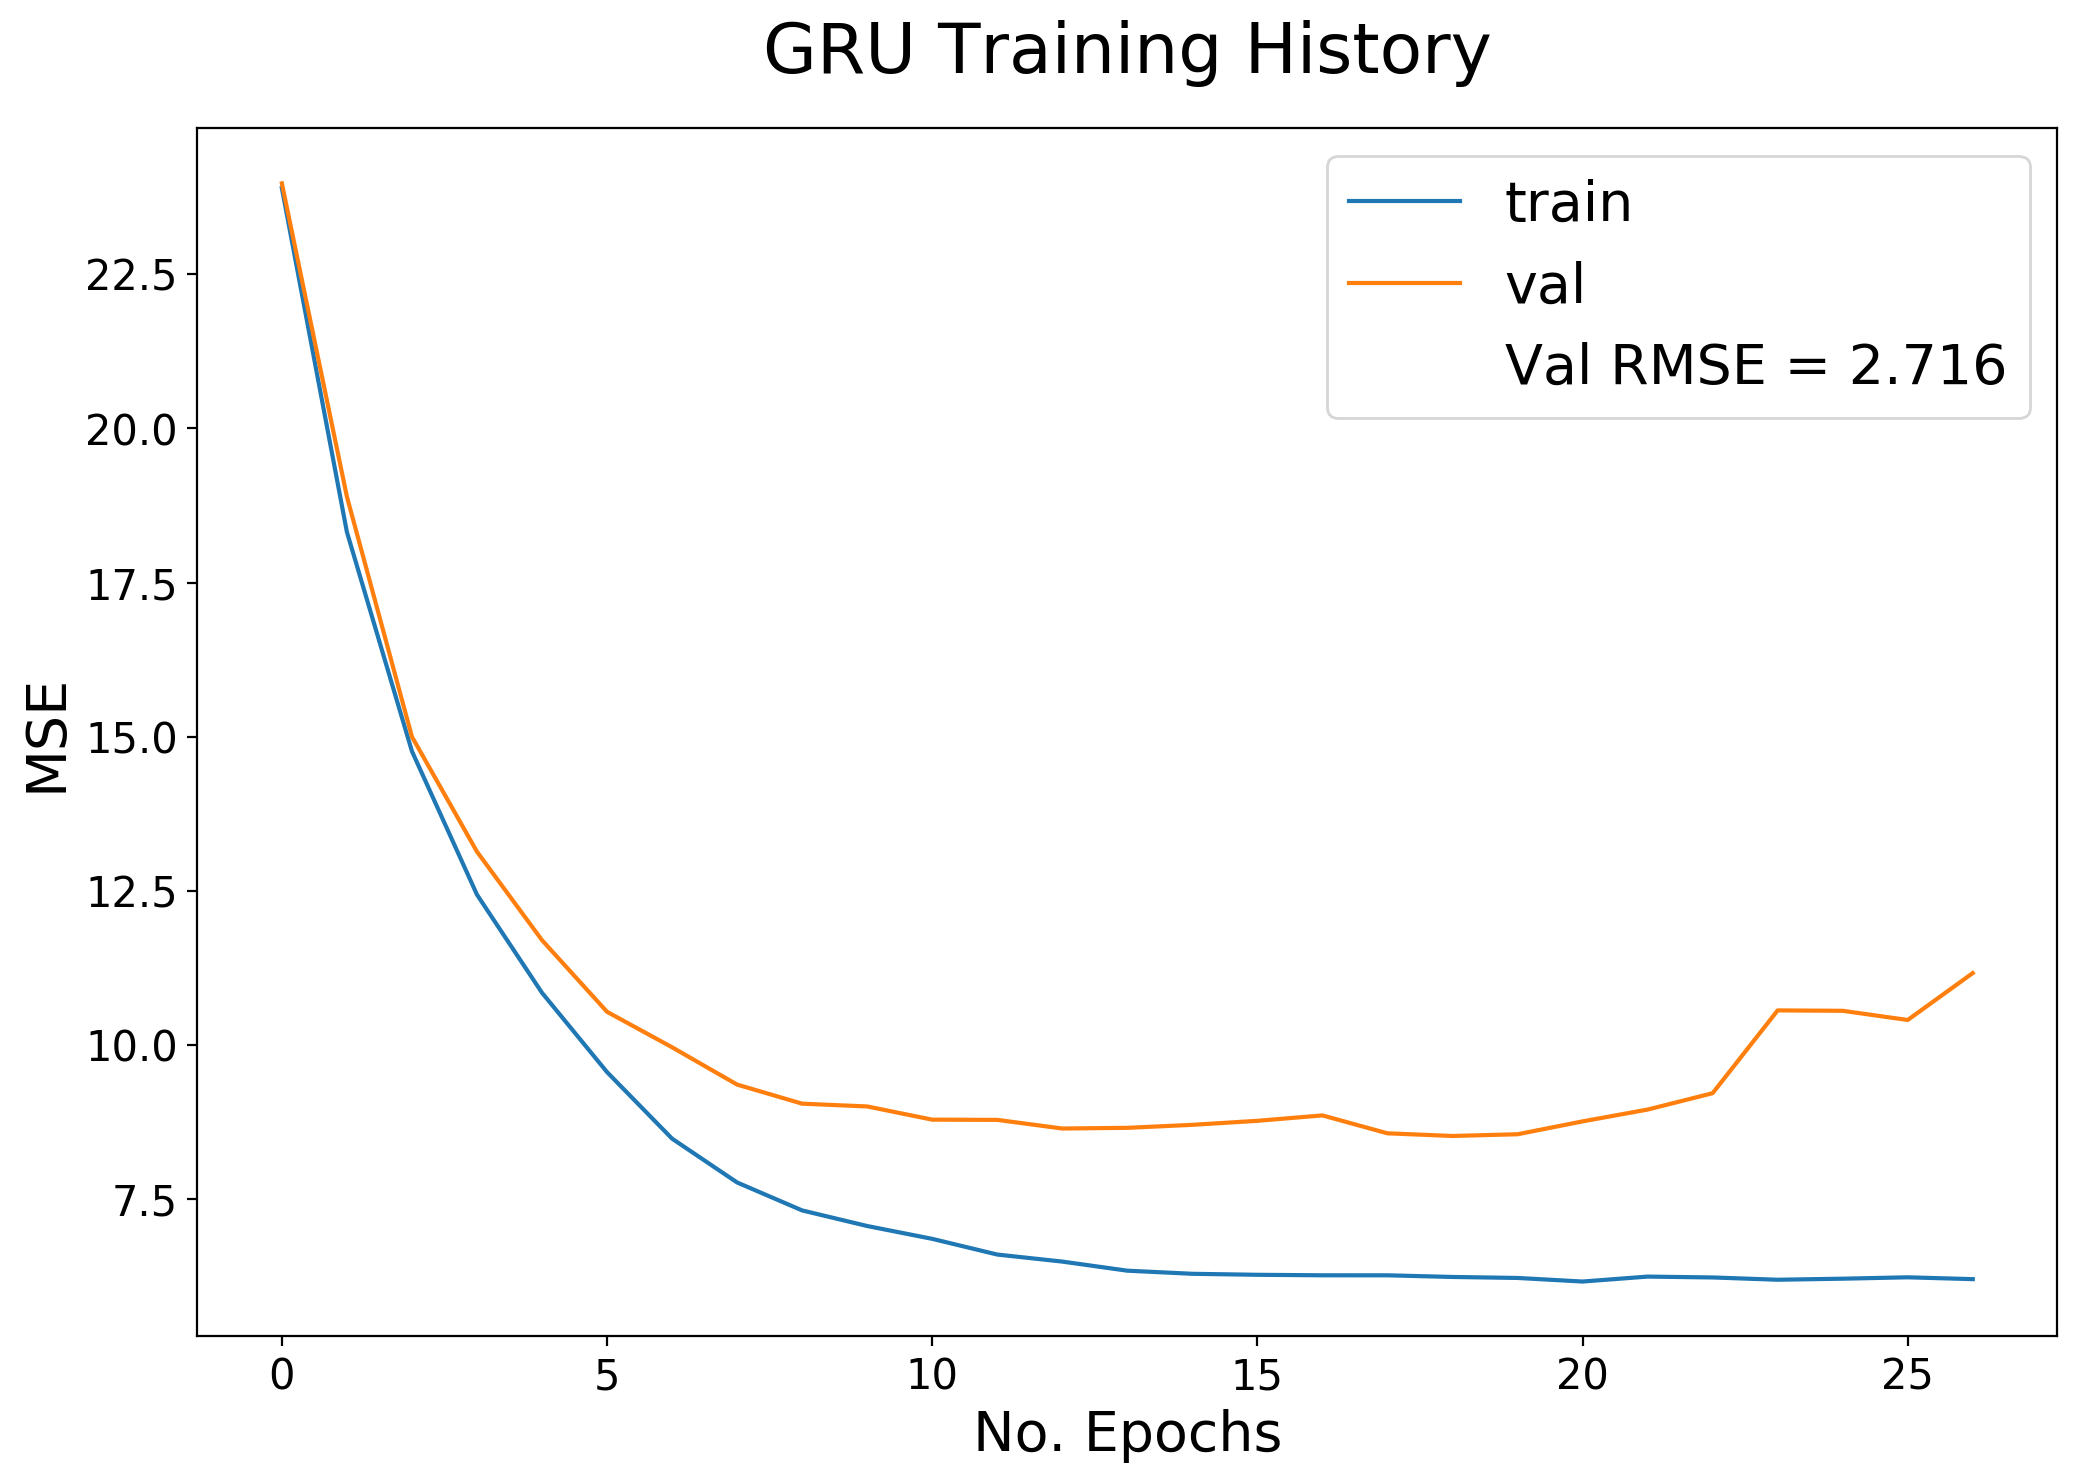 GRU Training History
train
val
Val RMSE = 2.716
MSE
22.5
20.0
17.5
15.0
12.5
10.0
7.5
0 5 10 15 20 25
No. Epochs